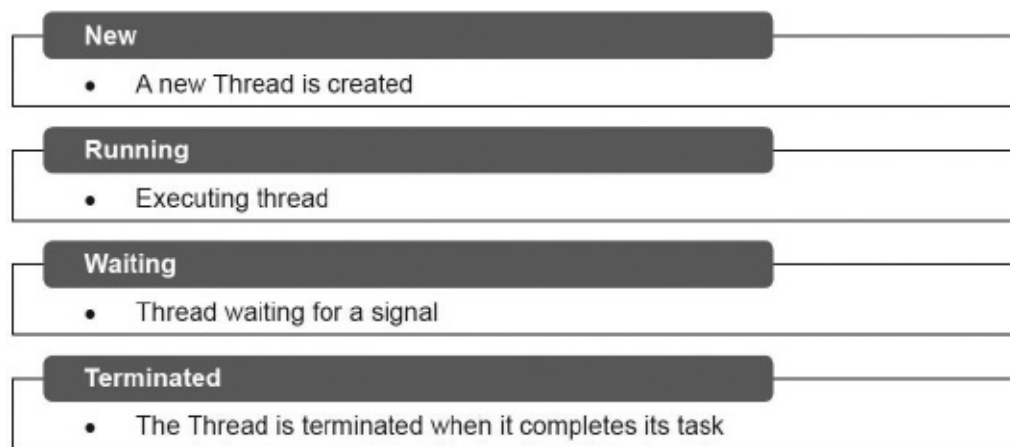 New
• A new Thread is created
Running
• Executing thread
Waiting
• Thread waiting for a signal
Terminated
• The Thread is terminated when it completes its task